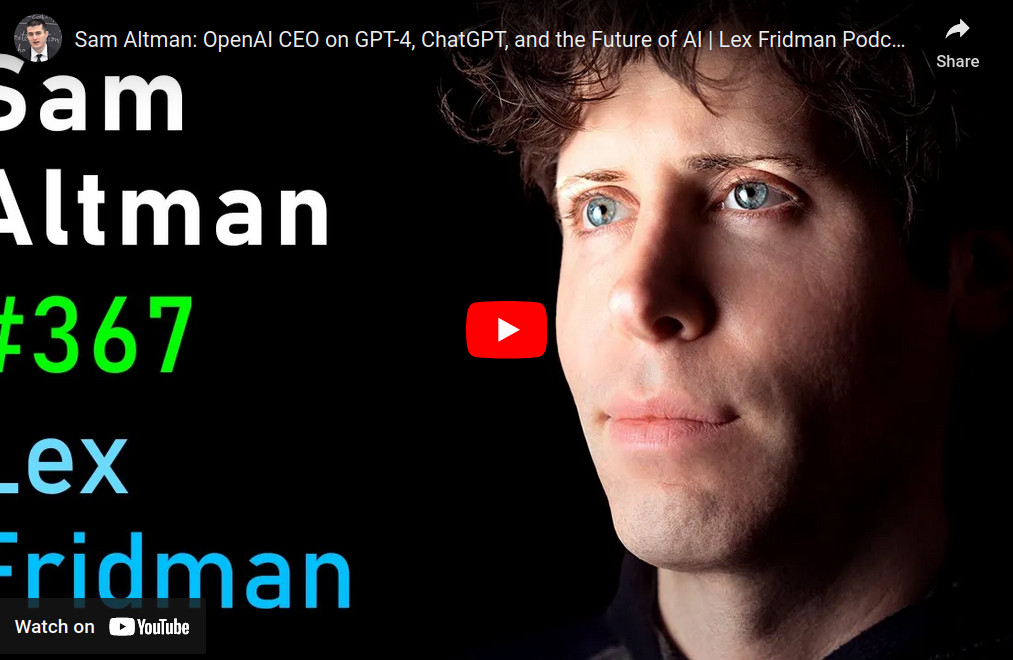 Sam Altman: OpenAI CEO on GPT-4, ChatGPT, and the Future of AI | Lex Fridman Podc...
Share
Sam
Altman
#367
Lex
Fridman
Watch on YouTube